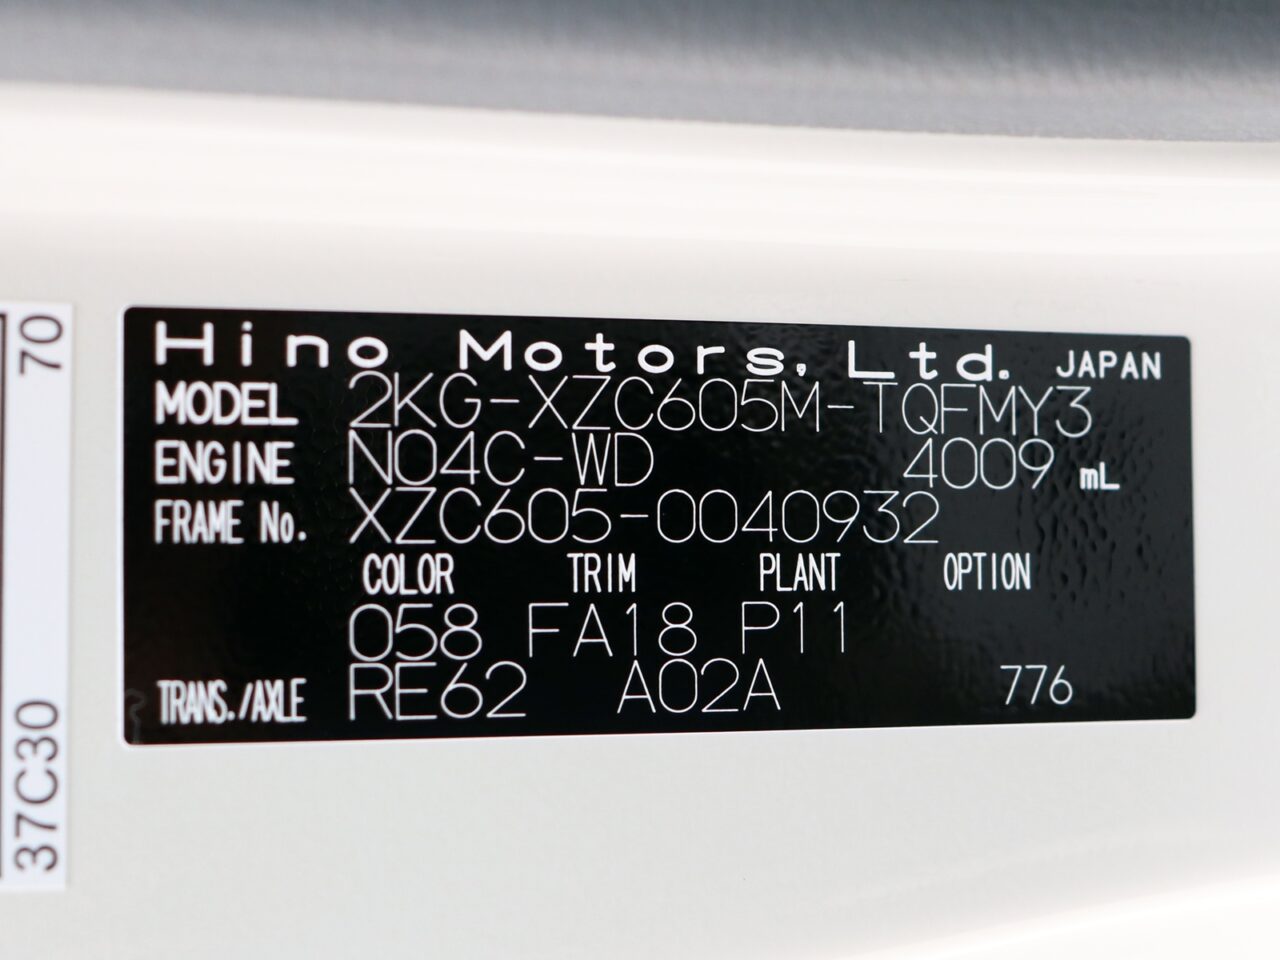 Hino Motors, Ltd. JAPAN
MODEL 2KG-XZC605M-TQFMY3
ENGINE N04C-WD 4009 mL
FRAME No. XZC605-0040932
COLOR TRIM PLANT OPTION
058 FA18 P11
TRANS./AXLE RE62 A02A 776
37C30 70